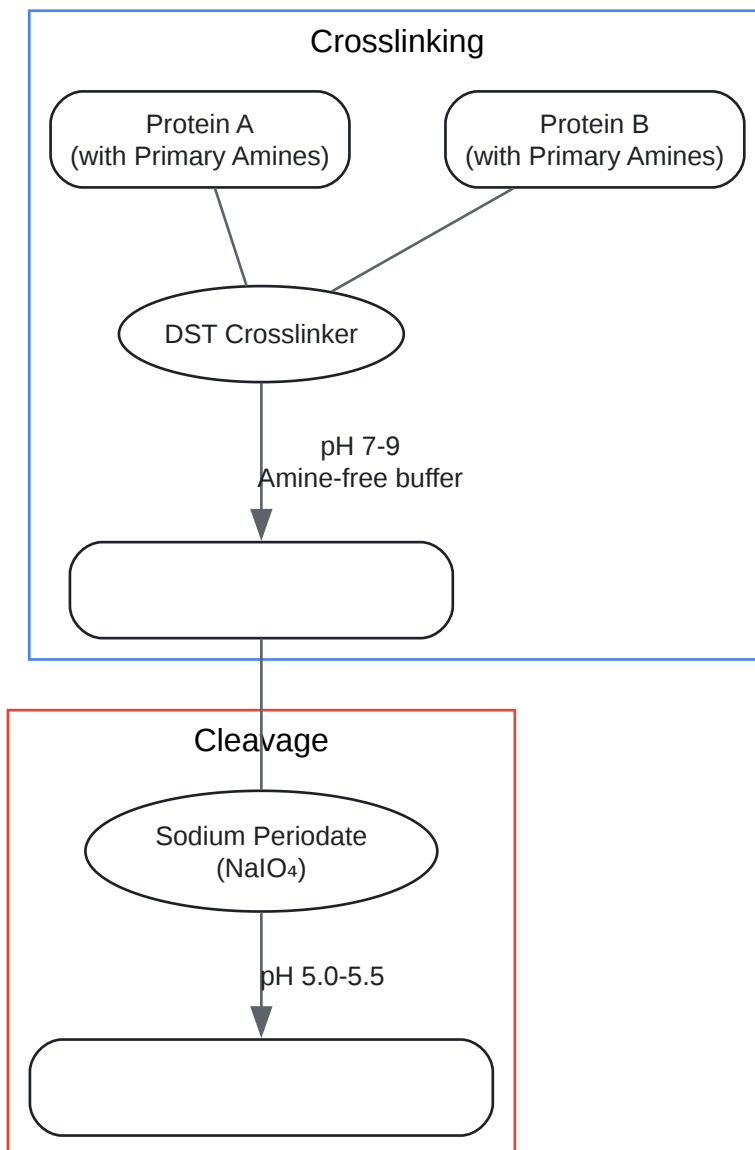 Crosslinking
Protein A
(with Primary Amines)
Protein B
(with Primary Amines)
DST Crosslinker
pH 7-9
Amine-free buffer
Cleavage
Sodium Periodate
(NaIO₄)
pH 5.0-5.5